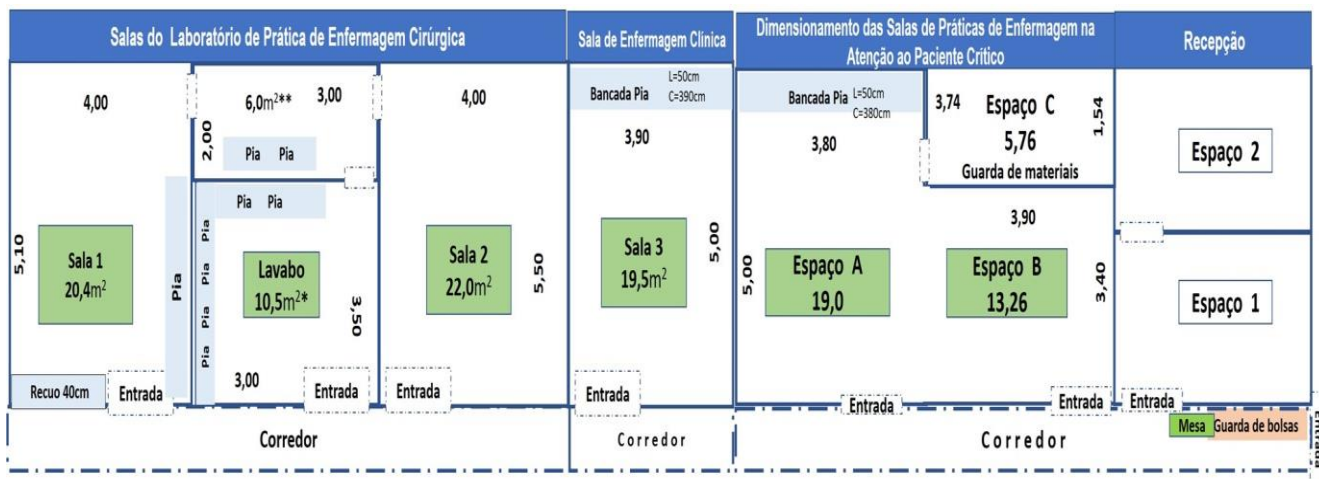 Salas do Laboratório de Prática de Enfermagem Cirúrgica
Sala de Enfermagem Clínica
Dimensionamento das Salas de Práticas de Enfermagem na
Atenção ao Paciente Crítico
Recepção
4,00
5,10
Sala 1
20,4m²
Pia
Recuo 40cm
Entrada
6,0m²**
3,00
2,00
Pia Pia
Pia Pia
Pia Pia Pia Pia
Lavabo
10,5m²*
3,50
3,00
Entrada
4,00
Sala 2
22,0m²
5,50
Entrada
Bancada Pia
L=50cm
C=390cm
3,90
Sala 3
19,5m²
5,00
Entrada
Bancada Pia
L=50cm
C=380cm
3,80
5,00
Espaço A
19,0
Entrada
3,74
Espaço C
5,76
1,54
Guarda de materiais
3,90
Espaço B
13,26
3,40
Entrada
Espaço 2
Espaço 1
Entrada
Corredor
Corredor
Corredor
Mesa
Guarda de bolsas
Entrada